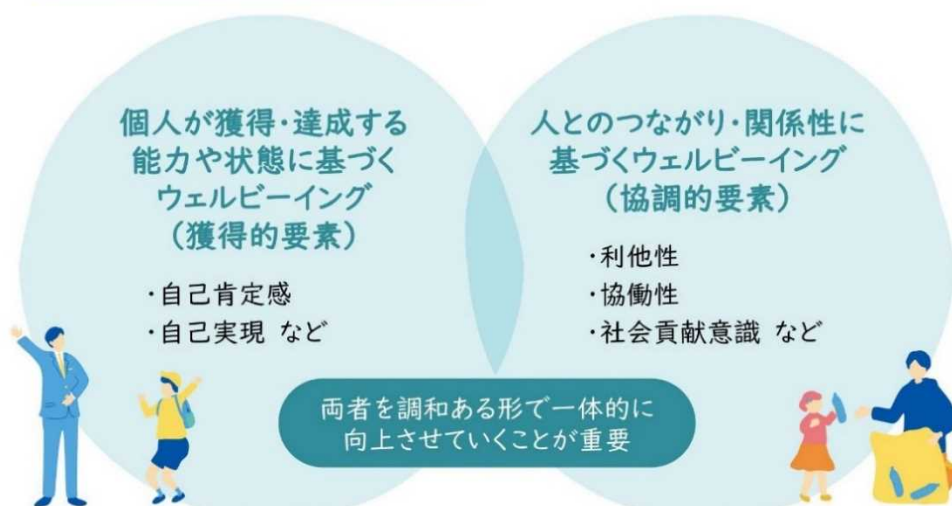 個人が獲得・達成する
能力や状態に基づく
ウェルビーイング
（獲得的要素）
・自己肯定感
・自己実現 など
人とのつながり・関係性に
基づくウェルビーイング
（協調的要素）
・利他性
・協働性
・社会貢献意識 など
両者を調和ある形で一体的に
向上させていくことが重要